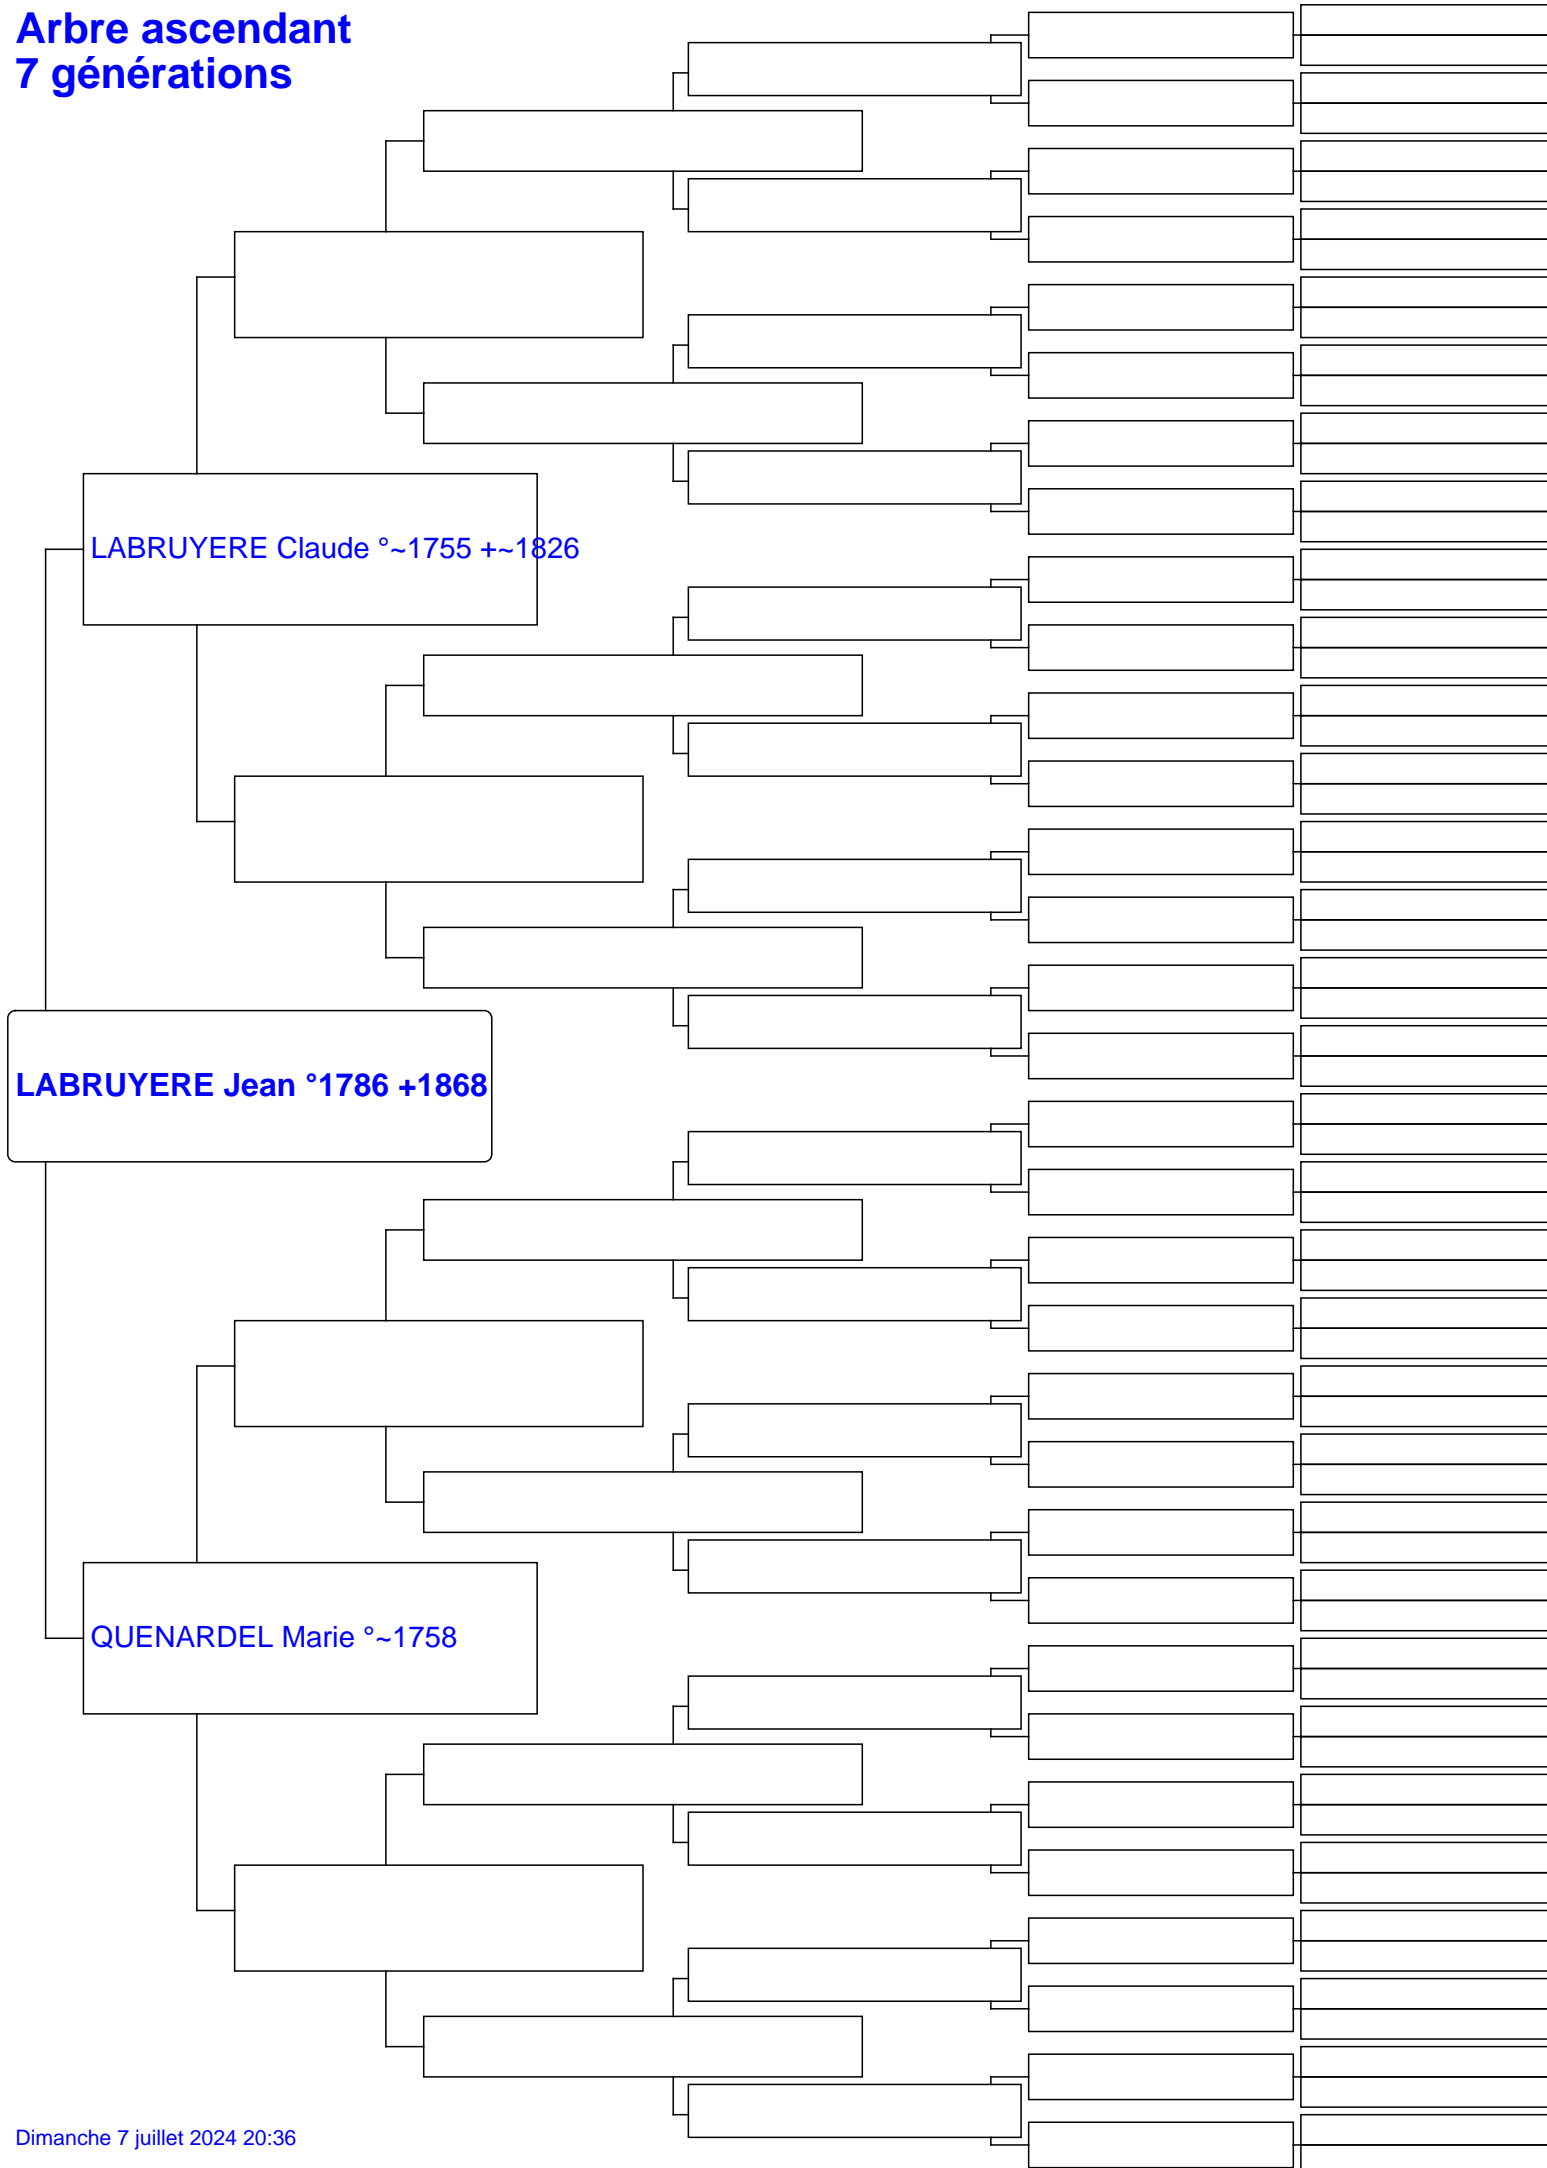 Arbre ascendant
7 générations
LABRUYERE Claude °~1755 +~1826
LABRUYERE Jean °1786 +1868
QUENARDEL Marie °~1758
Dimanche 7 juillet 2024 20:36